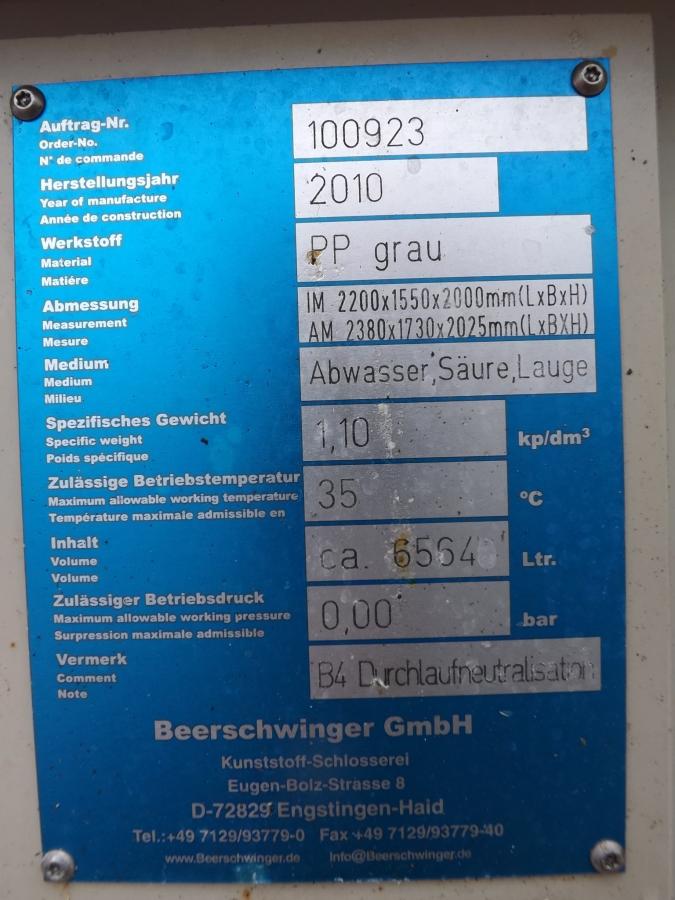 Auftrag-Nr.
Order-No.
N° de commande
100923
Herstellungsjahr
Year of manufacture
Année de construction
2010
Werkstoff
Material
Matiére
PP grau
Abmessung
Measurement
Mesure
IM 2200x1550x2000mm(LxBxH)
AM 2380x1730x2025mm(LxBXH)
Medium
Medium
Milieu
Abwasser,Säure,Lauge
Spezifisches Gewicht
Specific weight
Poids spécifique
1,10 kp/dm³
Zulässige Betriebstemperatur
Maximum allowable working temperature
Température maximale admissible en
35 °C
Inhalt
Volume
Volume
ca. 6564 Ltr.
Zulässiger Betriebsdruck
Maximum allowable working pressure
Surpression maximale admissible
0,00 bar
Vermerk
Comment
Note
B4 Durchlaufneutralisation
Beerschwinger GmbH
Kunststoff-Schlosserei
Eugen-Bolz-Strasse 8
D-72829 Engstingen-Haid
Tel.:+49 7129/93779-0 Fax +49 7129/93779-40
www.Beerschwinger.de Info@Beerschwinger.de